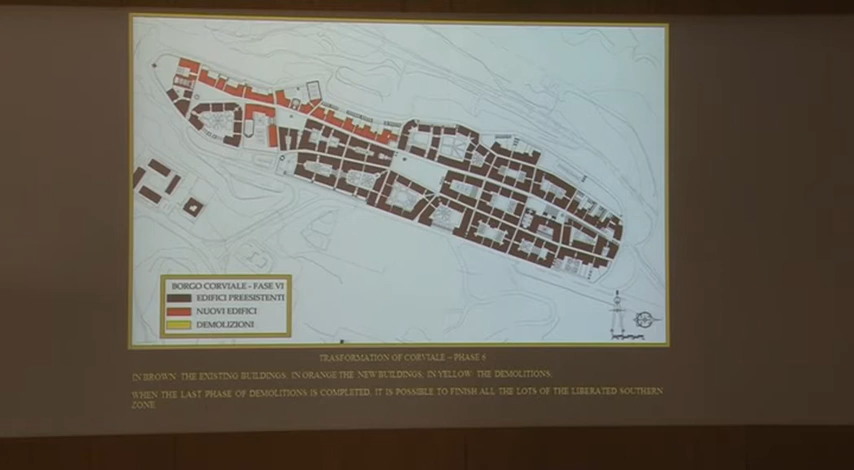 BORGO CORVIALE - FASE VI
EDIFICI PREESISTENTI
NUOVI EDIFICI
DEMOLIZIONI
TRASFORMATION OF CORVIALE - PHASE 6
IN BROWN THE EXISTING BUILDINGS, IN ORANGE THE NEW BUILDINGS, IN YELLOW THE DEMOLITIONS.
WHEN THE LAST PHASE OF DEMOLITIONS IS COMPLETED, IT IS POSSIBLE TO FINISH ALL THE LOTS OF THE LIBERATED SOUTHERN
ZONE